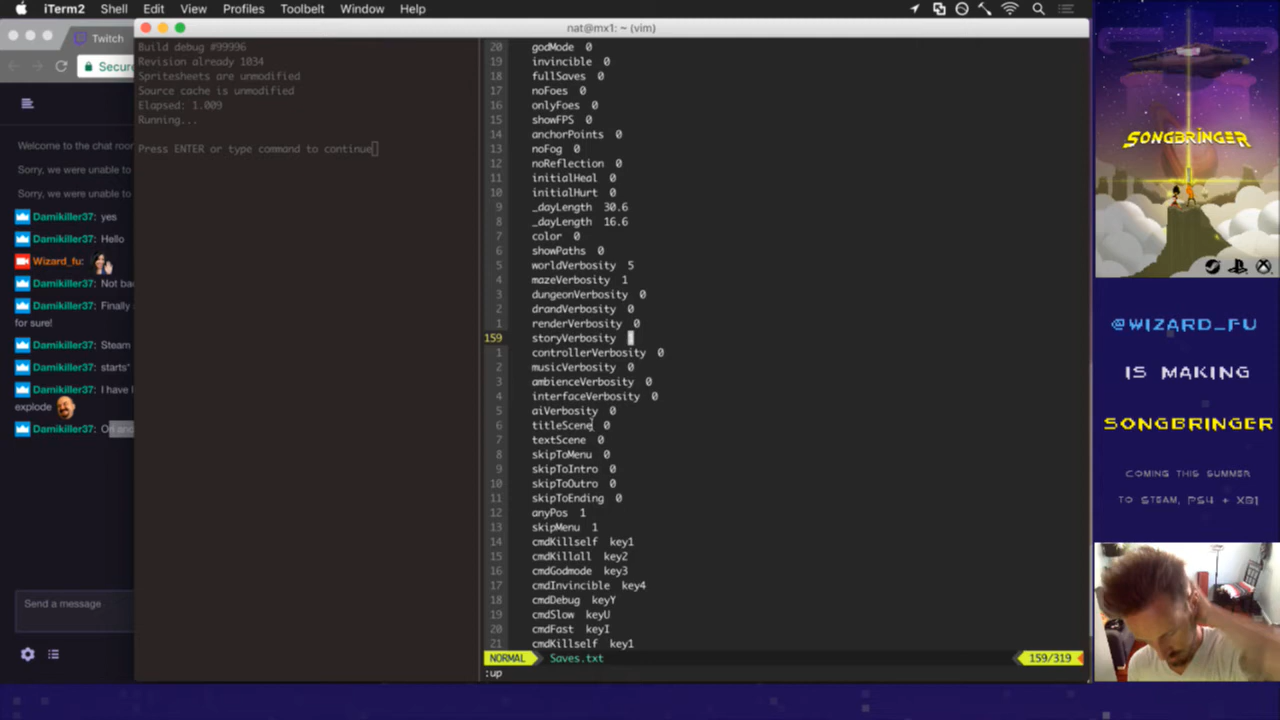 iTerm2 Shell Edit View Profiles Toolbelt Window Help
Twitch
Secure
nat@mx1: ~ (vim)
Build debug #99996
Revision already 1034
Spritesheets are unmodified
Source cache is unmodified
Elapsed: 1.009
Running...
Press ENTER or type command to continue
Welcome to the chat
Sorry, we were unable to
Sorry, we were unable to
Damikiller37: yes
Damikiller37: Hello
Wizard_fu:
Damikiller37: Not
Damikiller37: Finally
for sure!
Damikiller37: Steam
Damikiller37: starts"
Damikiller37: I have
explode
Damikiller37:
Send a message
20 godMode 0
19 invincible 0
18 fullSaves 0
17 noFoes 0
16 onlyFoes 0
15 showFPS 0
14 anchorPoints 0
13 noFog 0
12 noReflection 0
11 initialHeal 0
10 initialHurt 0
9 _dayLength 30.6
8 _dayLength 16.6
7 color 0
6 showPaths 0
5 worldVerbosity 5
4 mazeVerbosity 1
3 dungeonVerbosity 0
2 drandVerbosity 0
1 renderVerbosity 0
159 storyVerbosity
1 controllerVerbosity 0
2 musicVerbosity 0
3 ambienceVerbosity 0
4 interfaceVerbosity 0
5 aiVerbosity 0
6 titleScene 0
7 textScene 0
8 skipToMenu 0
9 skipToIntro 0
10 skipToOutro 0
11 skipToEnding 0
12 anyPos 1
13 skipMenu 1
14 cmdKillself key1
15 cmdKillall key2
16 cmdGodmode key3
17 cmdInvincible key4
18 cmdDebug keyY
19 cmdSlow keyU
20 cmdFast keyI
21 cmdKillself key1
NORMAL Saves.txt 159/319
:up
SONGBRINGER
@WIZARD_FU
IS MAKING
SONGBRINGER
COMING THIS SUMMER
TO STEAM, PS4 + XB1